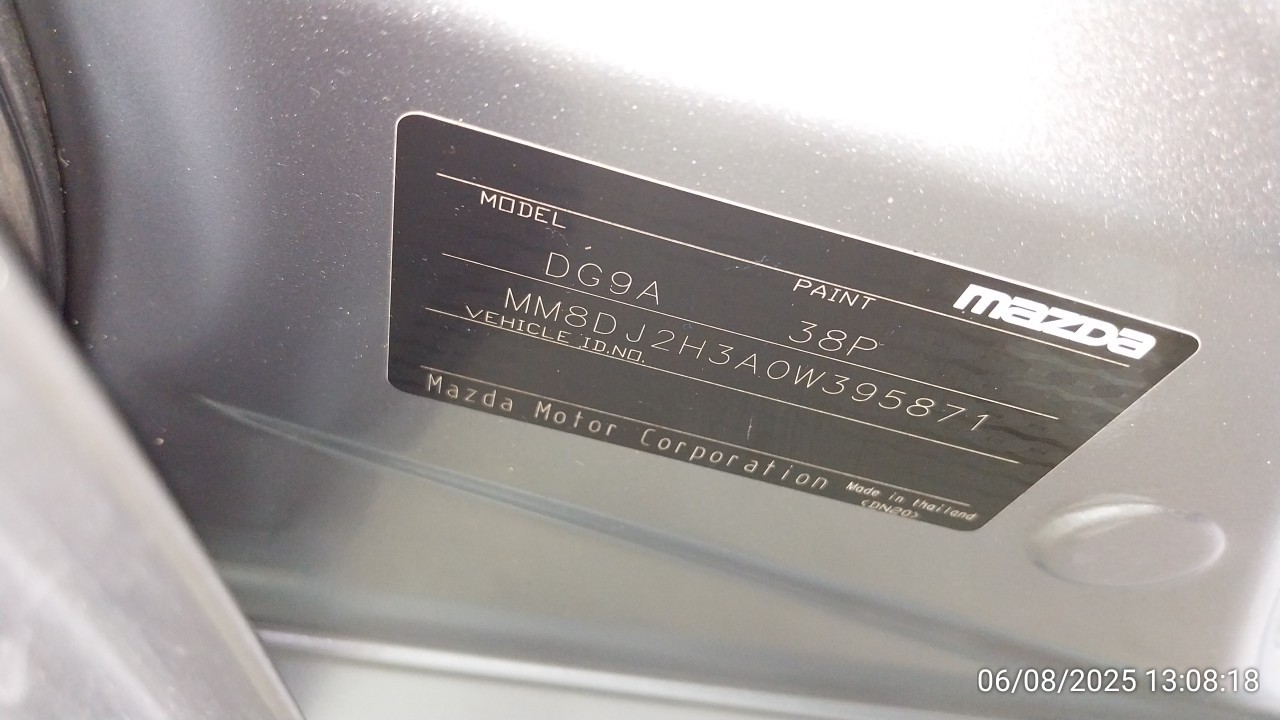 MODEL
PAINT
mazda
DG9A
38P
MM8DJ2H3A0W395871
VEHICLE ID.NO.
Mazda Motor Corporation
Made in thailand
(DN20)
06/08/2025 13:08:18